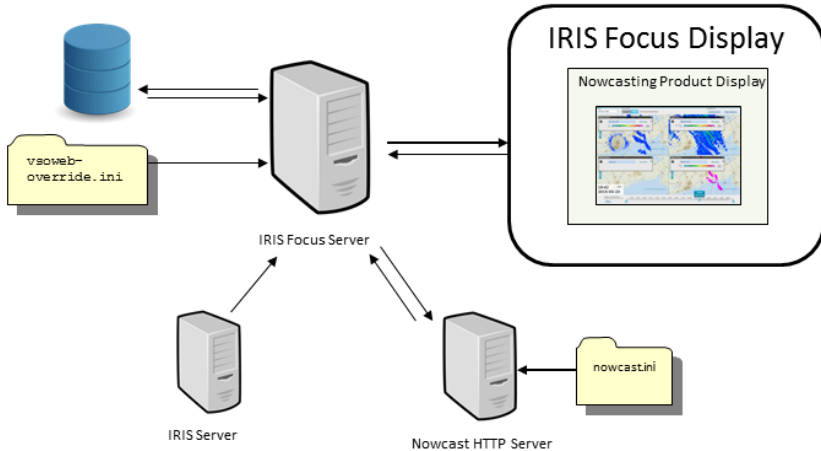 IRIS Focus Display
Nowcasting Product Display
vsoweb-
override.ini
IRIS Focus Server
nowcast.ini
IRIS Server
Nowcast HTTP Server